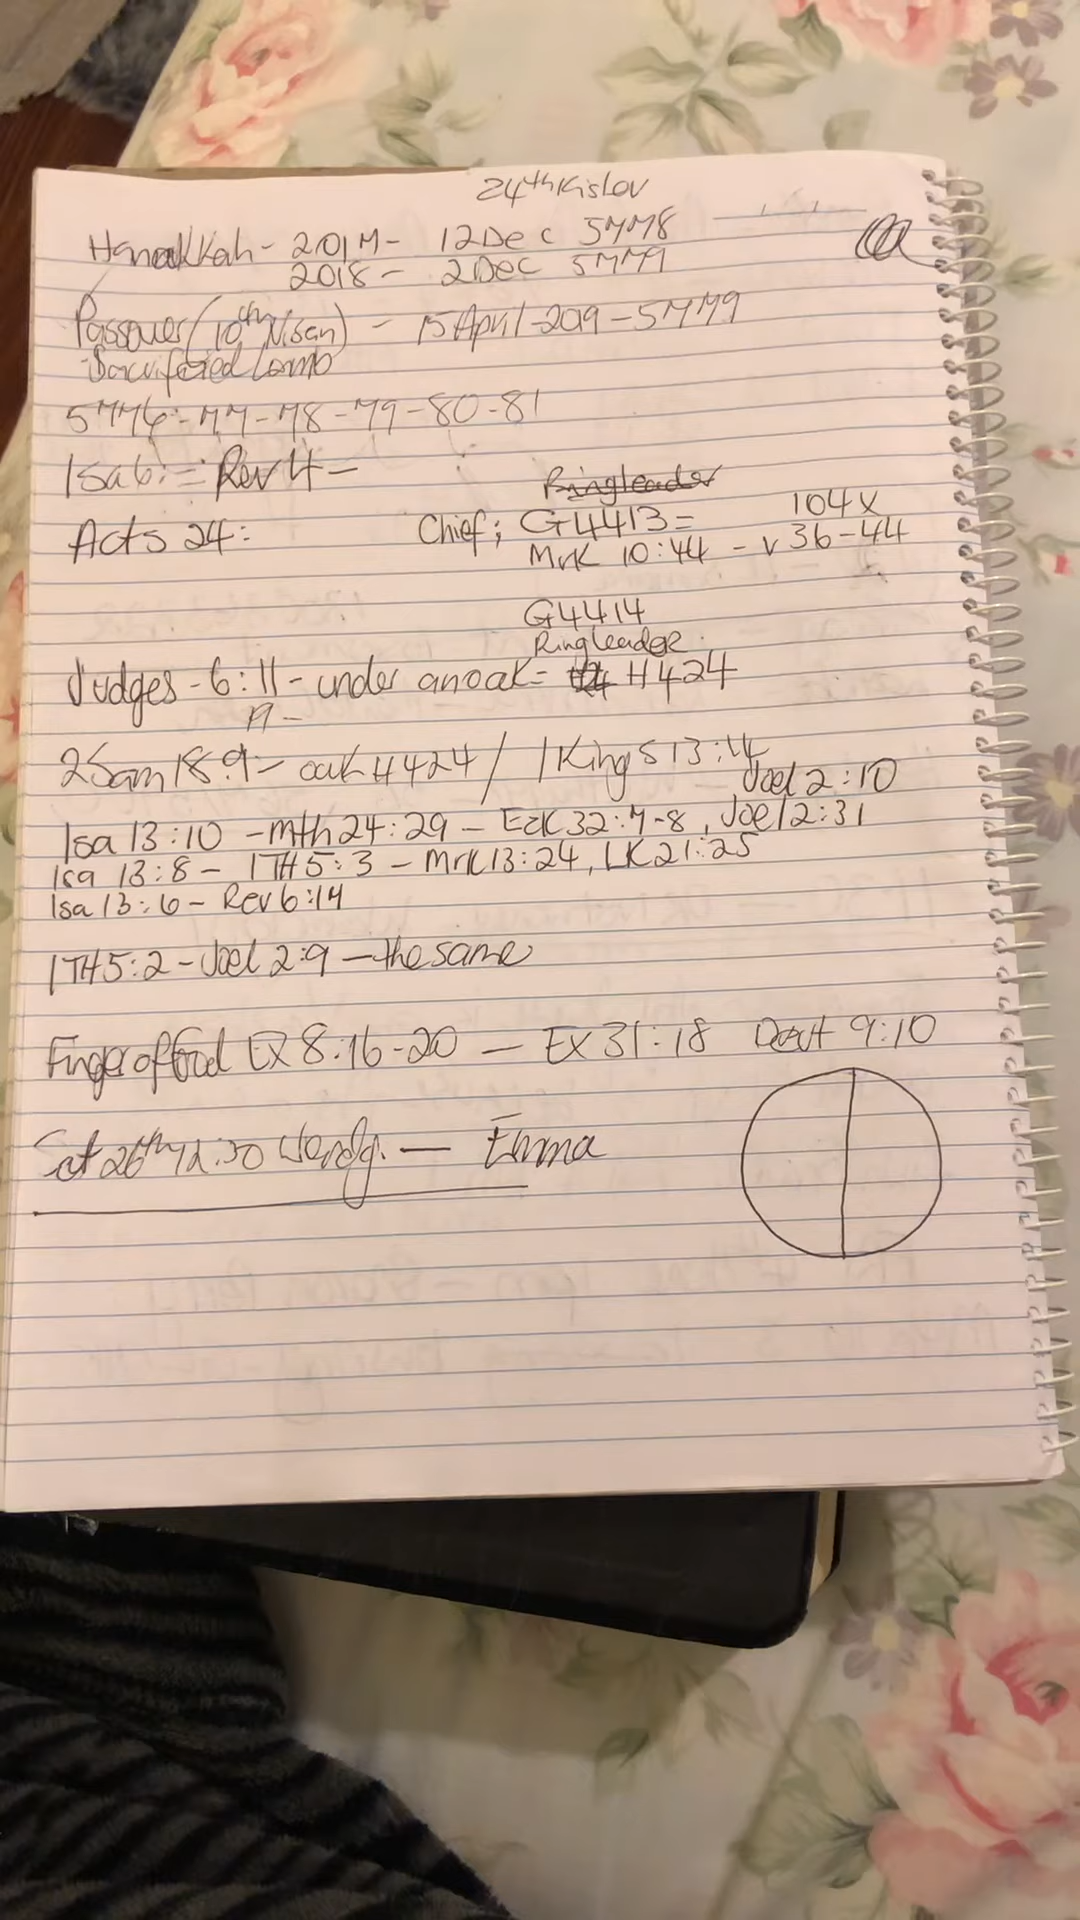 24th Kislev
Hanakkah - 2017 - 12 Dec 5778
2018 - 2 Dec 5779
Passover (10th Nisan) - 15 April - 2019 - 5779
- Sacrificed Lamb
5776 - 77 - 78 - 79 - 80 - 81
Isa 6: = Rev 4 -
Ringleader
Acts 24: Chief; G4413 = 104x
Mrk 10:44 - v 36-44
G4414
Ringleader
Judges - 6:11 - under an oak = H424
19 -
2 Sam 18:9 - oak H424 / 1 Kings 13:14
Joel 2:10
Isa 13:10 - Mth 24:29 - EzK 32:7-8, Joel 2:31
Isa 13:8 - 1TH 5:3 - Mrk 13:24, LK 21:25
Isa 13:6 - Rev 6:14
1TH 5:2 - Joel 2:9 - the same
Finger of God EX 8:16-20 - EX 31:18 Deut 9:10
Sat 26th 12:30 - Emma